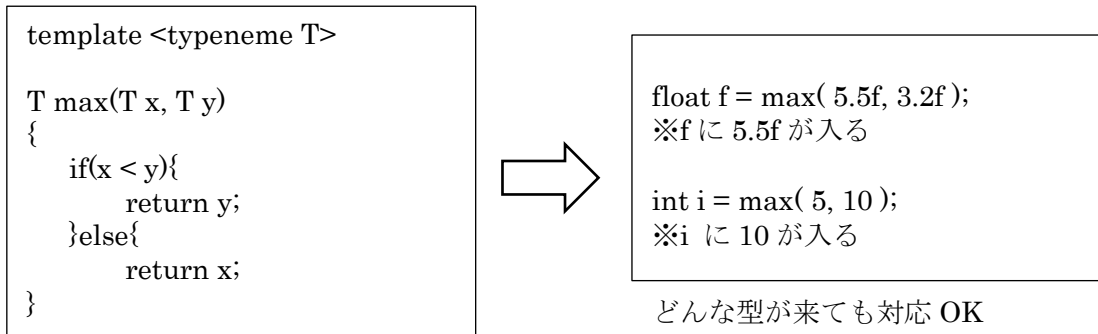 template <typeneme T>
T max(T x, T y)
{
if(x < y){
return y;
}else{
return x;
}
float f = max( 5.5f, 3.2f );
※f に 5.5f が入る
int i = max( 5, 10 );
※i に 10 が入る
どんな型が来ても対応 OK